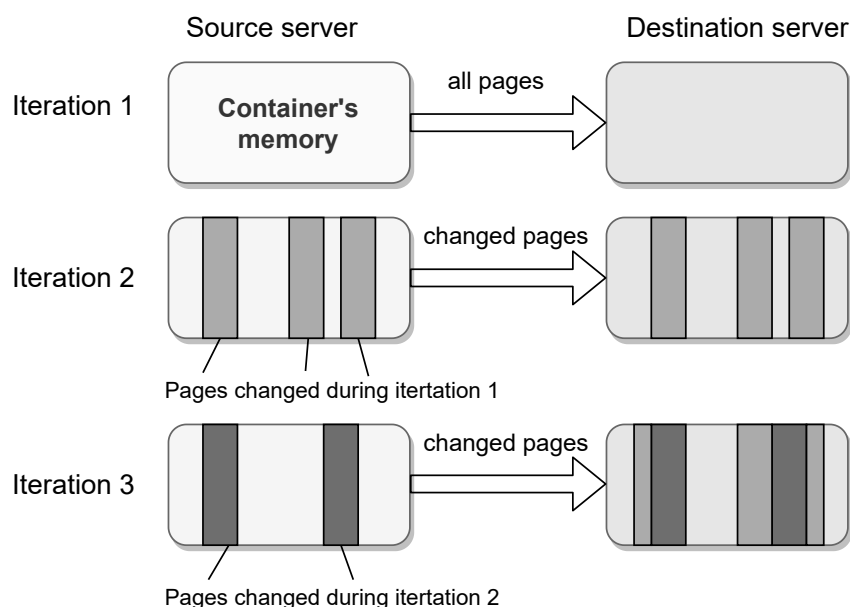 Source server
Destination server
Iteration 1
Container's
memory
all pages
Iteration 2
changed pages
Pages changed during itertation 1
Iteration 3
changed pages
Pages changed during itertation 2